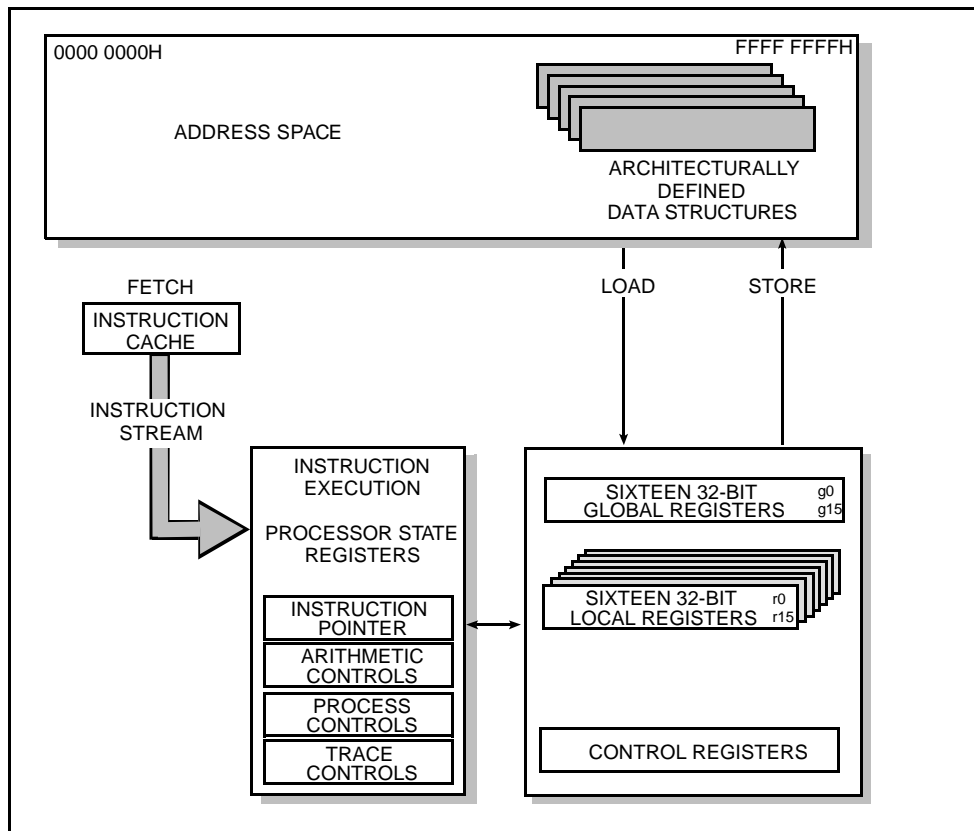 0000 0000H
FFFF FFFFH
ADDRESS SPACE
ARCHITECTURALLY
DEFINED
DATA STRUCTURES
FETCH
LOAD
STORE
INSTRUCTION
CACHE
INSTRUCTION
STREAM
INSTRUCTION
EXECUTION
PROCESSOR STATE
REGISTERS
INSTRUCTION
POINTER
ARITHMETIC
CONTROLS
PROCESS
CONTROLS
TRACE
CONTROLS
SIXTEEN 32-BIT g0
GLOBAL REGISTERS g15
SIXTEEN 32-BIT r0
LOCAL REGISTERS r15
CONTROL REGISTERS